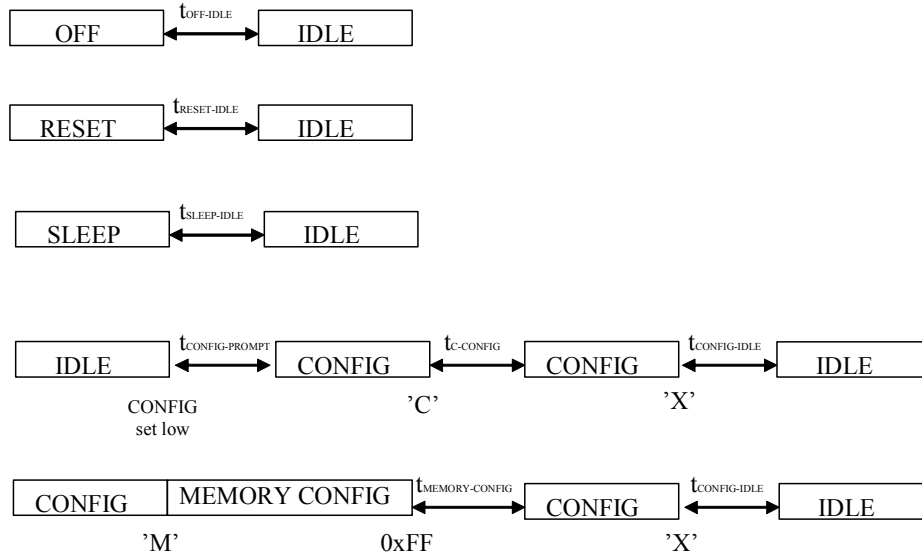 tOFF-IDLE
OFF IDLE
tRESET-IDLE
RESET IDLE
tSLEEP-IDLE
SLEEP IDLE
tCONFIG-PROMPT tC-CONFIG tCONFIG-IDLE
IDLE CONFIG CONFIG IDLE
CONFIG
set low
’C’ ’X’
tMEMORY-CONFIG tCONFIG-IDLE
CONFIG MEMORY CONFIG CONFIG IDLE
’M’ 0xFF ’X’